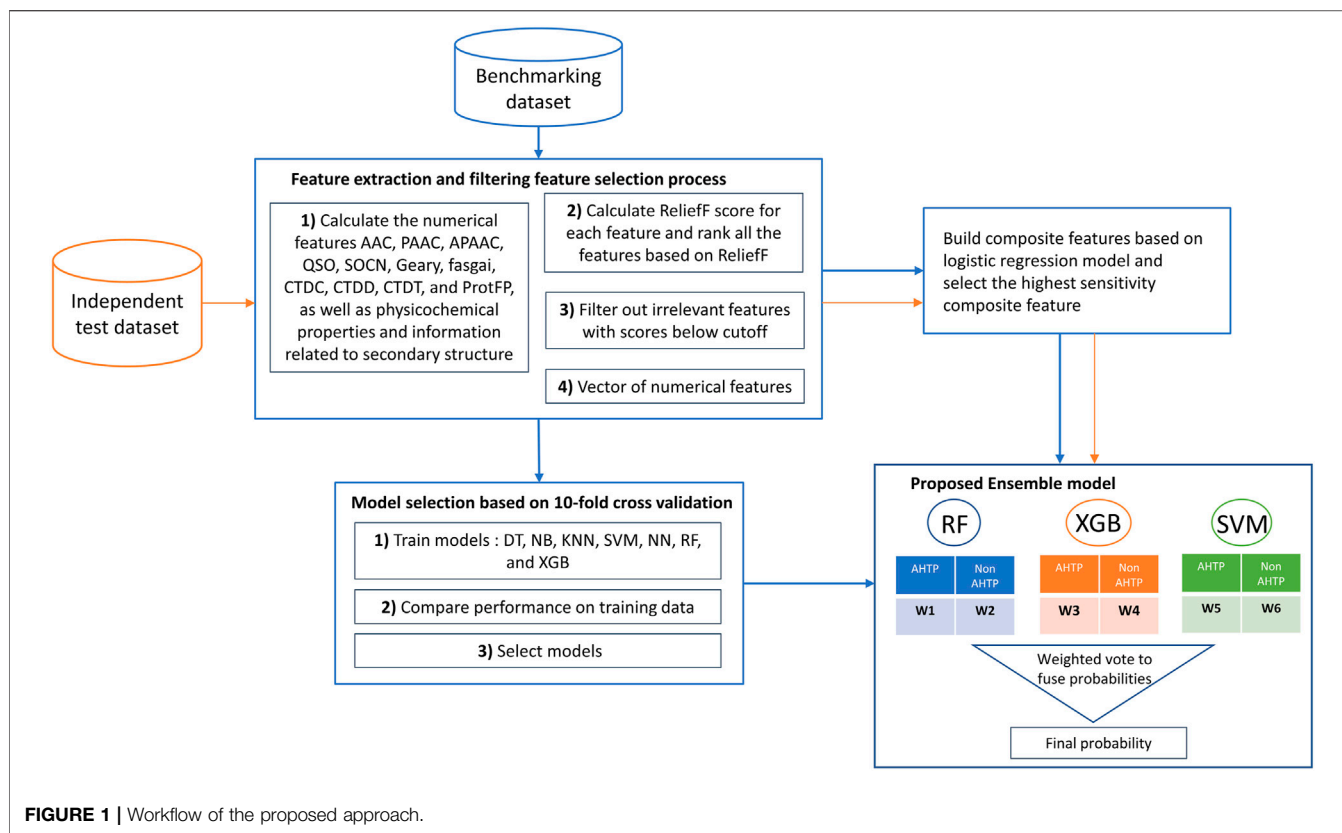 Benchmarking
dataset
Independent
test dataset
Feature extraction and filtering feature selection process
1) Calculate the numerical
features AAC, PAAC, APAAC,
QSO, SOCN, Geary, fasgai,
CTDC, CTDD, CTDT, and ProtFP,
as well as physicochemical
properties and information
related to secondary structure
2) Calculate ReliefF score for
each feature and rank all the
features based on ReliefF
3) Filter out irrelevant features
with scores below cutoff
4) Vector of numerical features
Build composite features based on
logistic regression model and
select the highest sensitivity
composite feature
Model selection based on 10-fold cross validation
1) Train models : DT, NB, KNN, SVM, NN, RF,
and XGB
2) Compare performance on training data
3) Select models
Proposed Ensemble model
RF
XGB
SVM
AHTP
Non
AHTP
AHTP
Non
AHTP
AHTP
Non
AHTP
W1
W2
W3
W4
W5
W6
Weighted vote to
fuse probabilities
Final probability
FIGURE 1 | Workflow of the proposed approach.